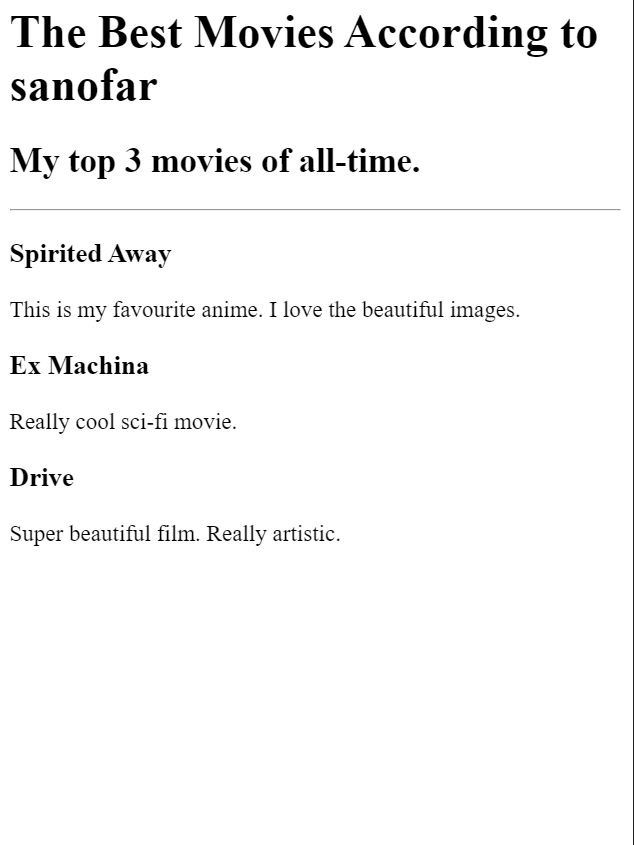 The Best Movies According to
sanofar
My top 3 movies of all-time.
Spirited Away
This is my favourite anime. I love the beautiful images.
Ex Machina
Really cool sci-fi movie.
Drive
Super beautiful film. Really artistic.